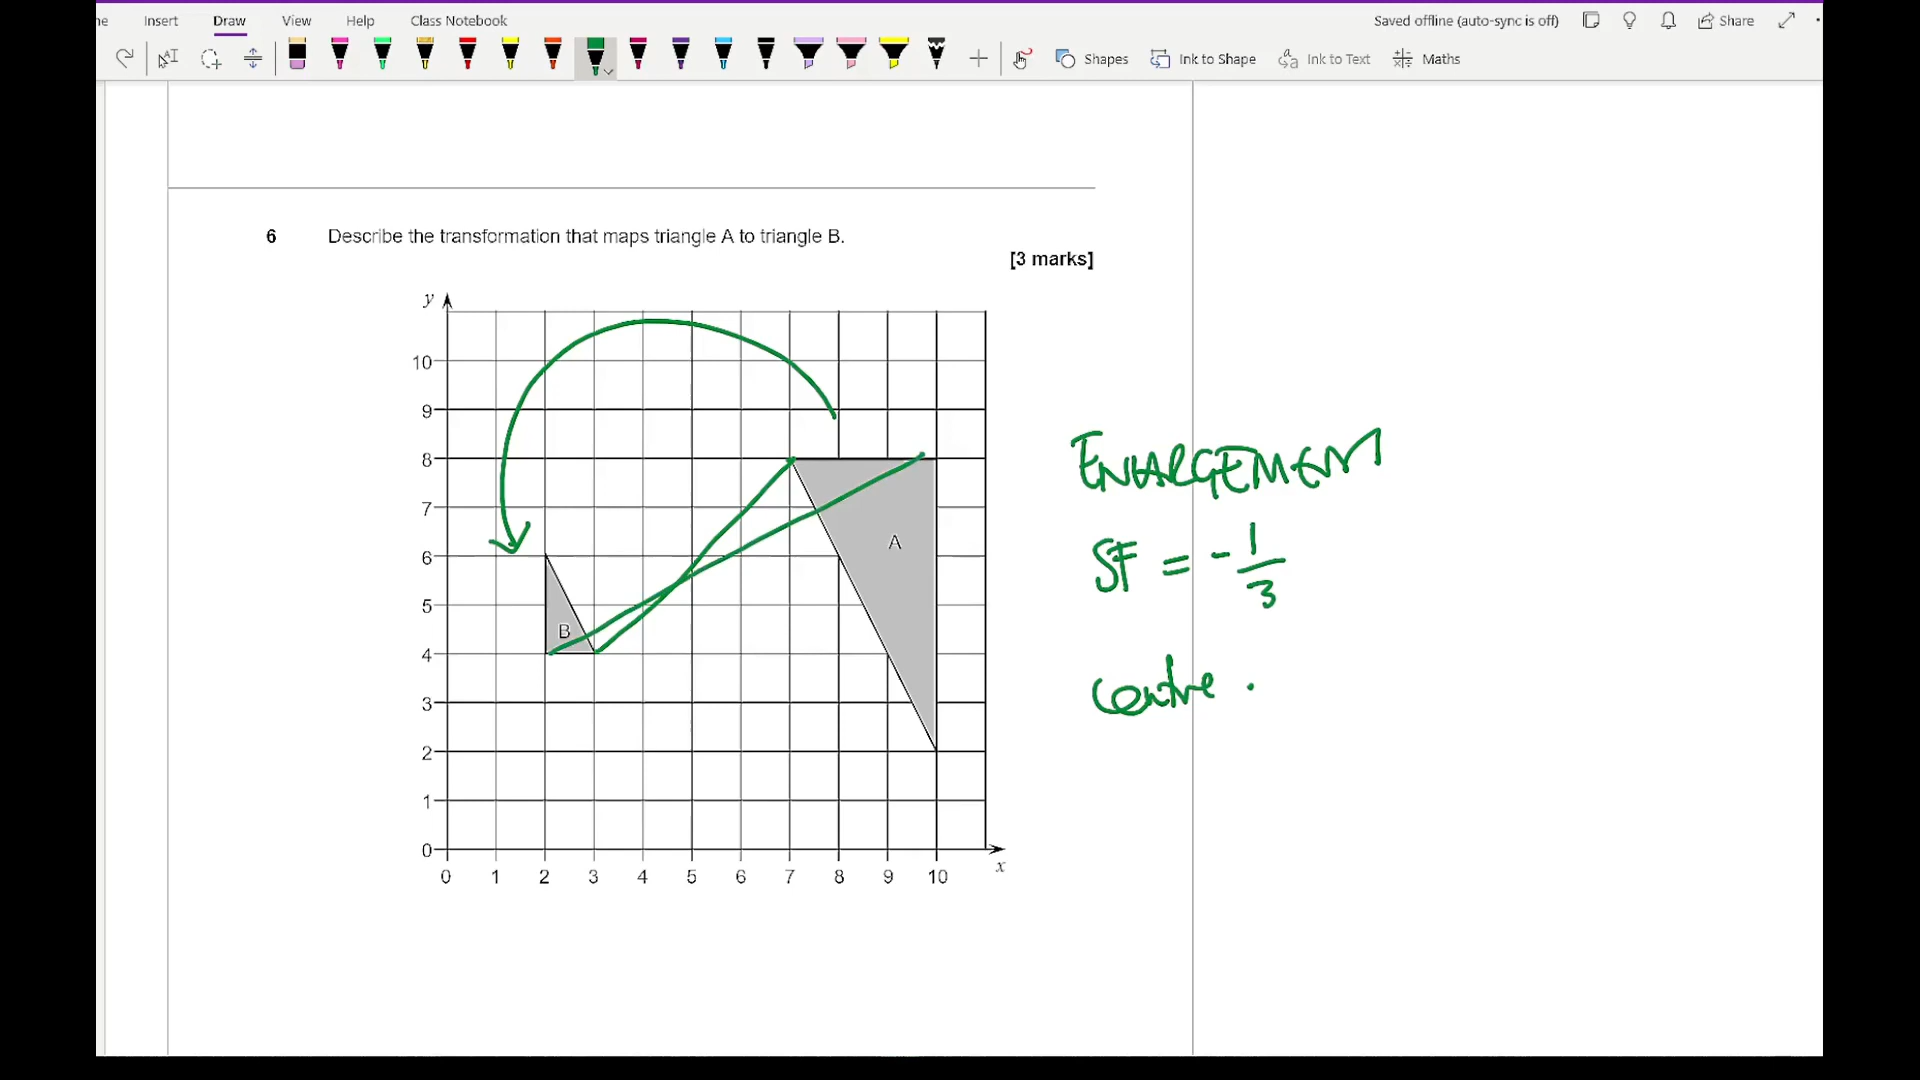 Insert Draw View Help Class Notebook Saved offline (auto-sync is off) Share
Shapes Ink to Shape Ink to Text Maths
6 Describe the transformation that maps triangle A to triangle B.
[3 marks]
y
10
9
8
7
6
5
4
3
2
1
0
A
B
0 1 2 3 4 5 6 7 8 9 10
x
ENLARGEMENT
SF = - 1/3
centre .